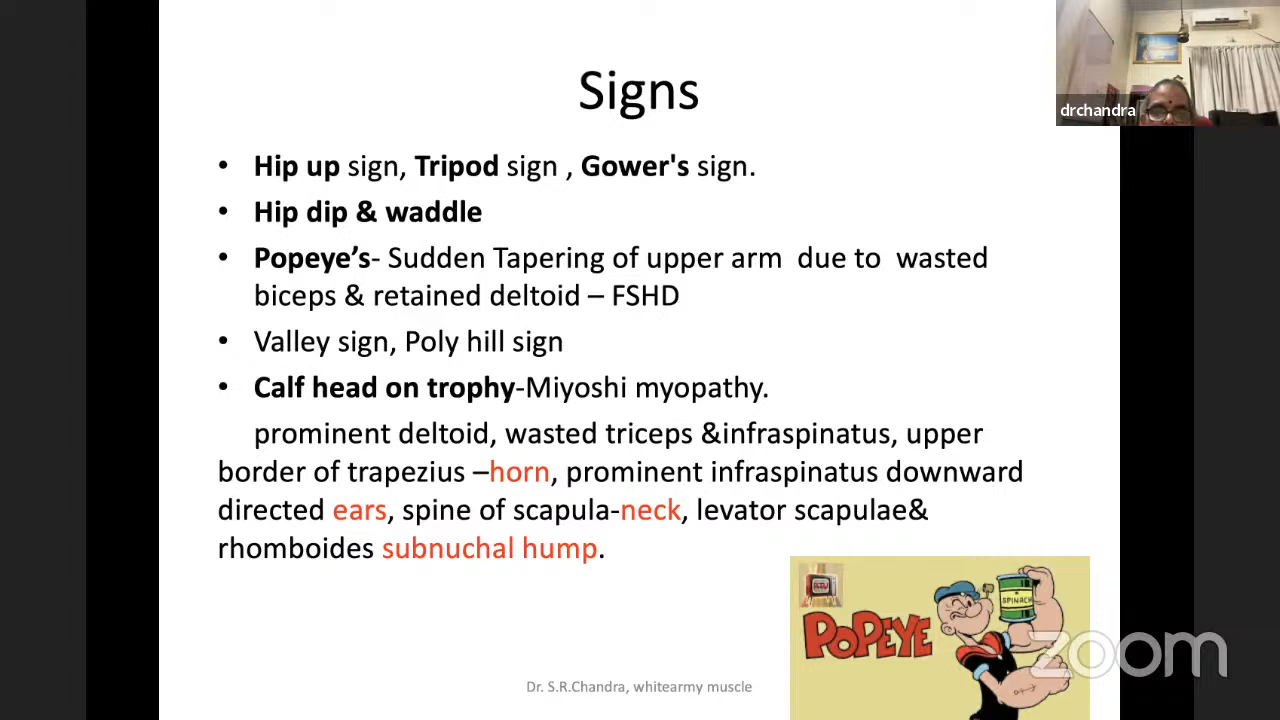 drchandra
Signs
• Hip up sign, Tripod sign , Gower's sign.
• Hip dip & waddle
• Popeye’s- Sudden Tapering of upper arm due to wasted
biceps & retained deltoid – FSHD
• Valley sign, Poly hill sign
• Calf head on trophy-Miyoshi myopathy.
prominent deltoid, wasted triceps &infraspinatus, upper
border of trapezius –horn, prominent infraspinatus downward
directed ears, spine of scapula-neck, levator scapulae&
rhomboides subnuchal hump.
SPINACH
POPEYE
zoom
Dr. S.R.Chandra, whitearmy muscle